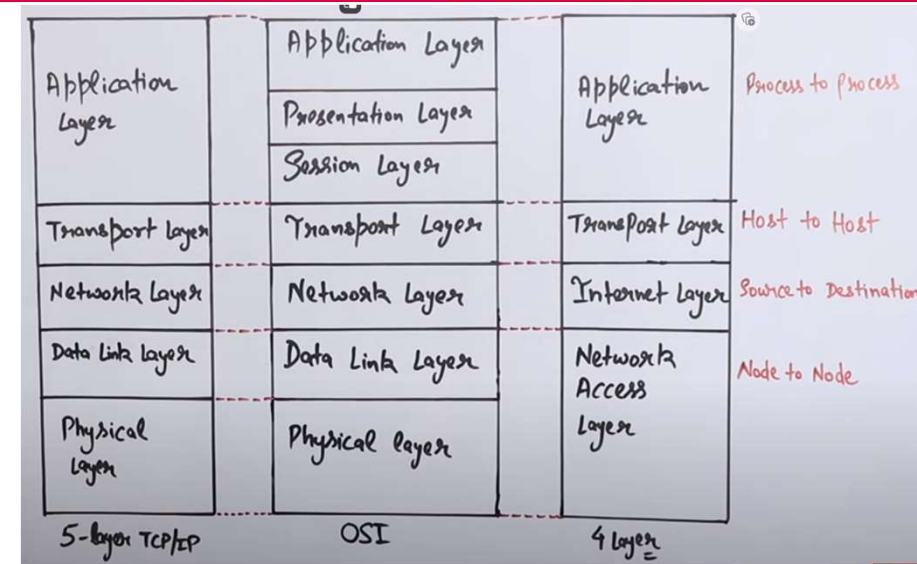 Application
Layer
Transport Layer
Network Layer
Data Link Layer
Physical
Layer
5-layer TCP/IP
Application Layer
Presentation Layer
Session Layer
Transport Layer
Network Layer
Data Link Layer
Physical layer
OSI
Application
Layer
Transport Layer
Internet Layer
Network
Access
Layer
4 Layer
Process to Process
Host to Host
Source to Destination
Node to Node